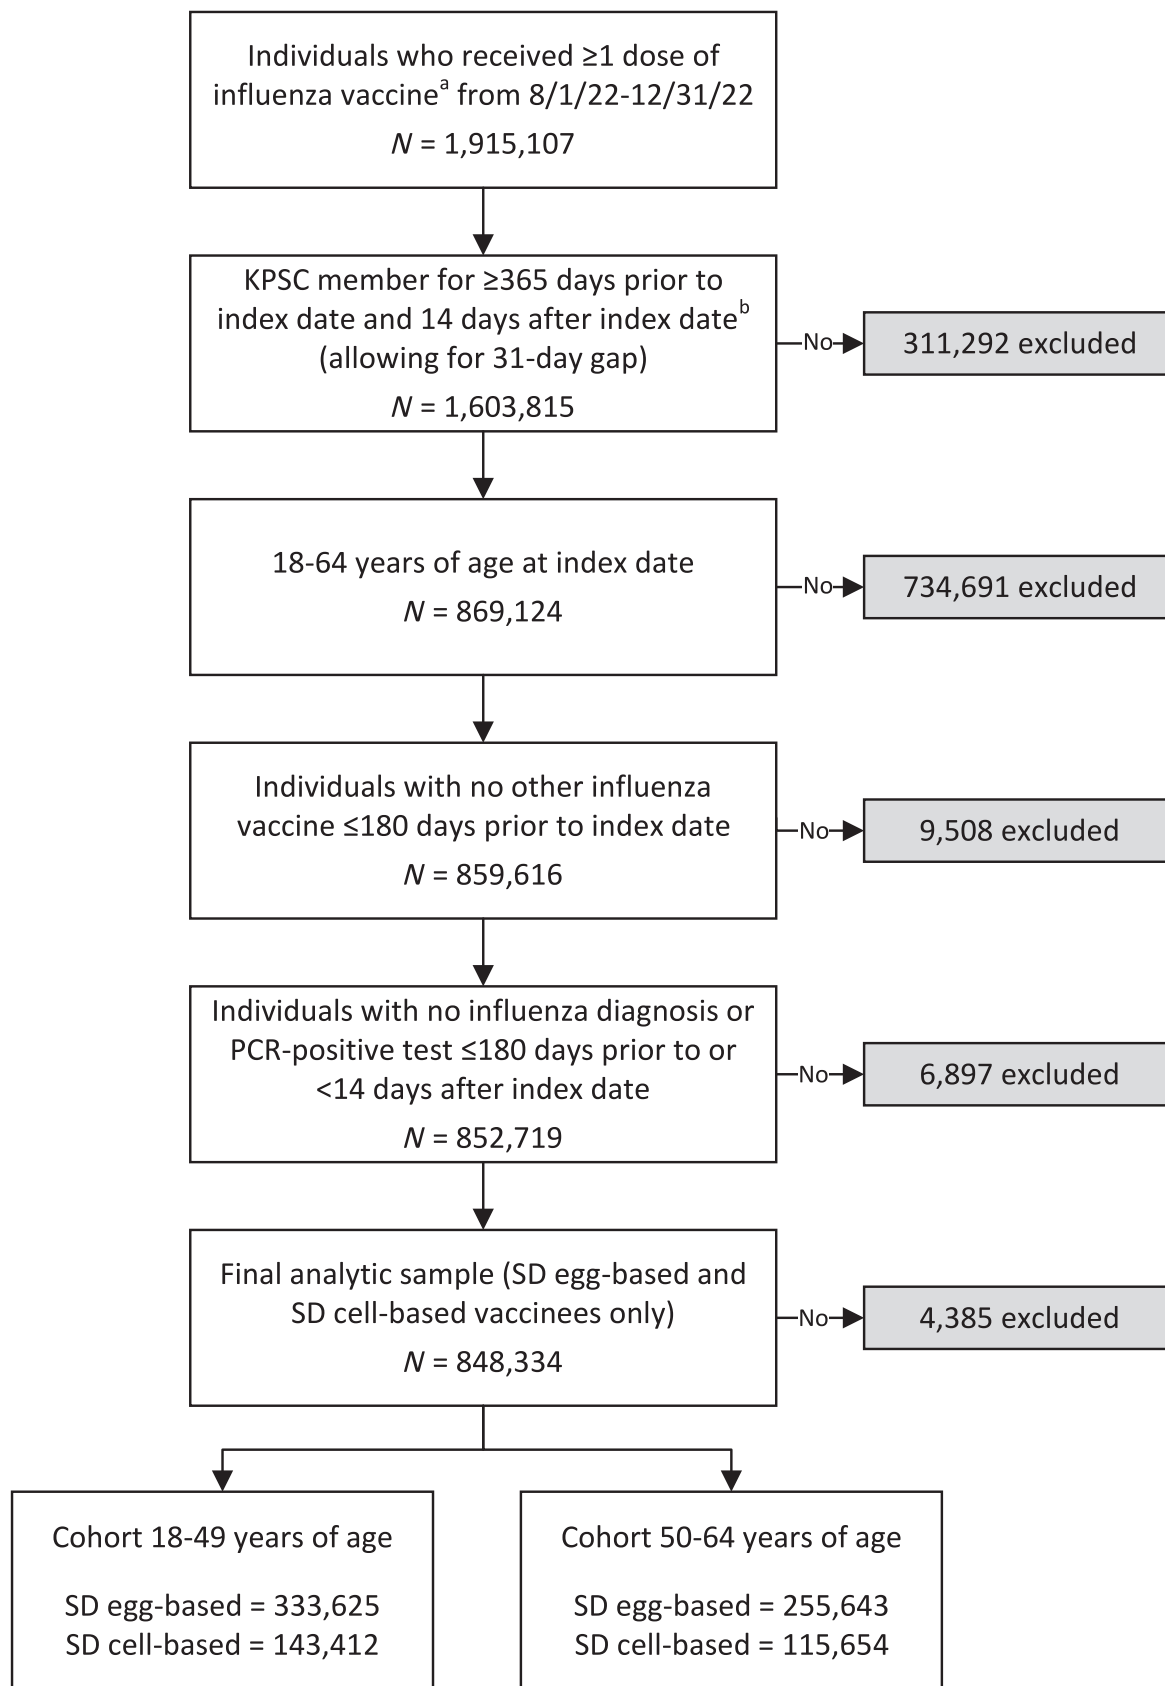 Individuals who received ≥1 dose of
influenza vaccineᵃ from 8/1/22-12/31/22
N = 1,915,107
KPSC member for ≥365 days prior to
index date and 14 days after index dateᵇ
(allowing for 31-day gap)
N = 1,603,815
No
311,292 excluded
18-64 years of age at index date
N = 869,124
No
734,691 excluded
Individuals with no other influenza
vaccine ≤180 days prior to index date
N = 859,616
No
9,508 excluded
Individuals with no influenza diagnosis or
PCR-positive test ≤180 days prior to or
<14 days after index date
N = 852,719
No
6,897 excluded
Final analytic sample (SD egg-based and
SD cell-based vaccinees only)
N = 848,334
No
4,385 excluded
Cohort 18-49 years of age
SD egg-based = 333,625
SD cell-based = 143,412
Cohort 50-64 years of age
SD egg-based = 255,643
SD cell-based = 115,654